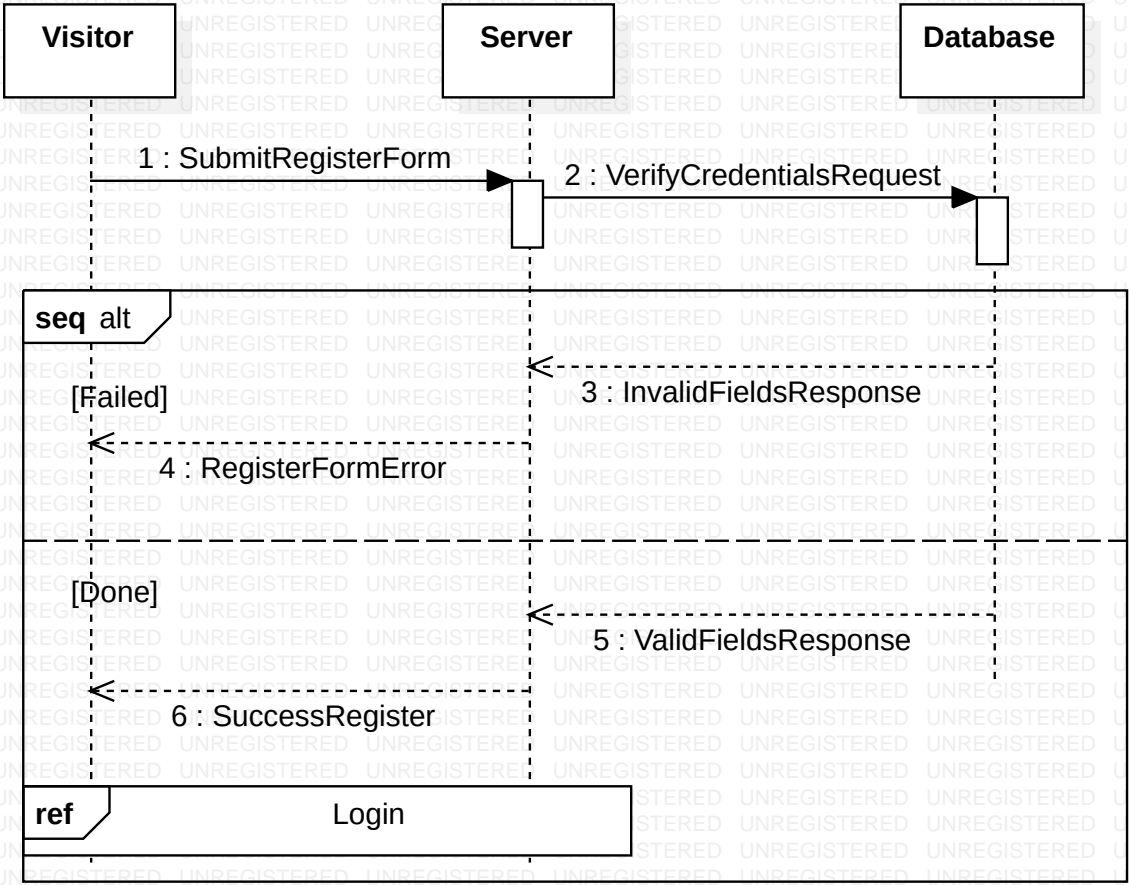 Visitor
Server
Database
1 : SubmitRegisterForm
2 : VerifyCredentialsRequest
seq alt
3 : InvalidFieldsResponse
[Failed]
4 : RegisterFormError
[Done]
5 : ValidFieldsResponse
6 : SuccessRegister
ref Login
UNREGISTERED